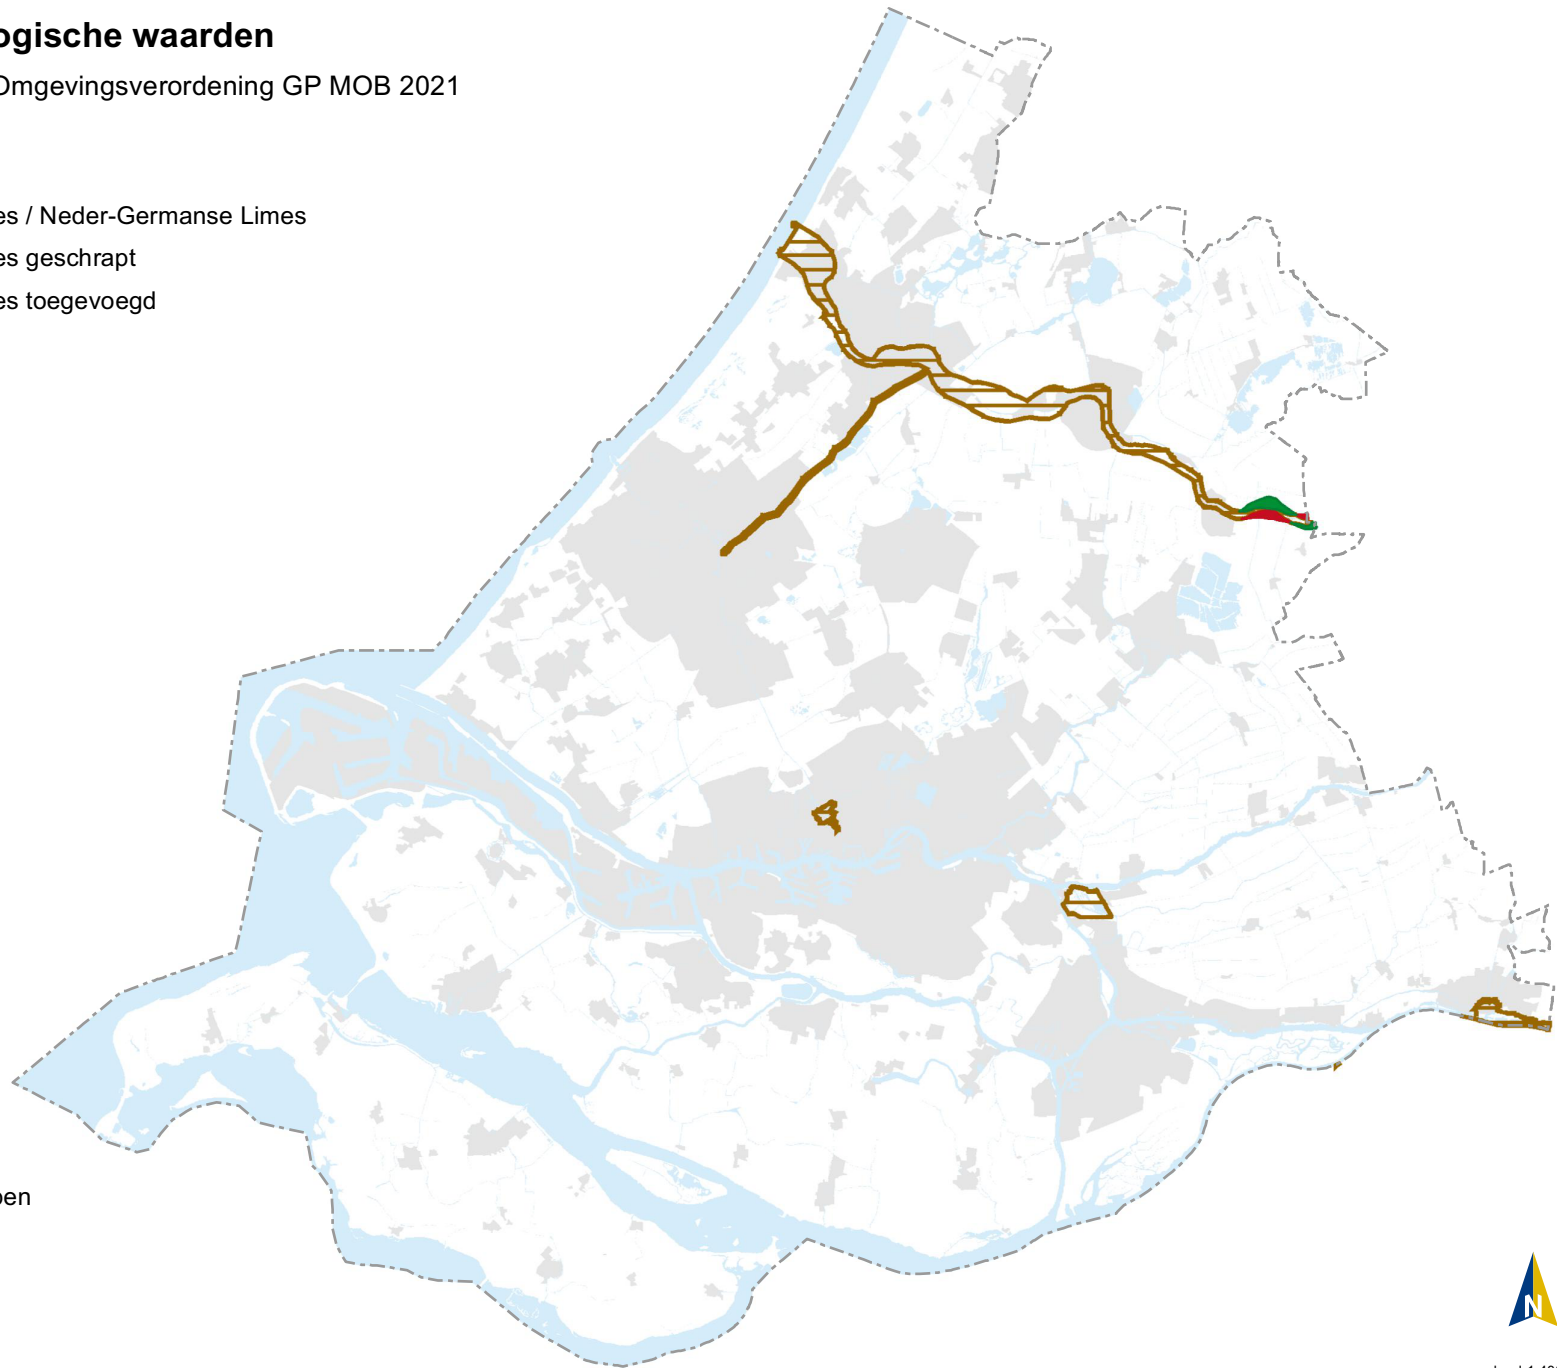 ogische waarden
Omgevingsverordening GP MOB 2021
es / Neder-Germanse Limes
es geschrapt
es toegevoegd
pen
N